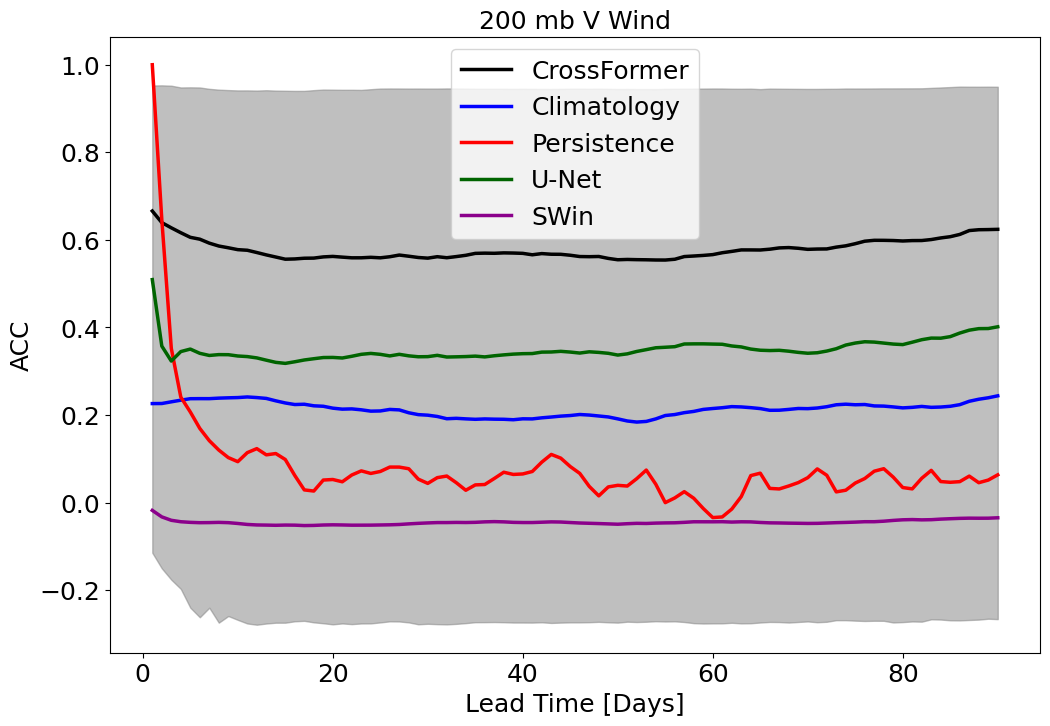 200 mb V Wind
CrossFormer
Climatology
Persistence
U-Net
SWin
ACC
1.0
0.8
0.6
0.4
0.2
0.0
−0.2
0
20
40
60
80
Lead Time [Days]